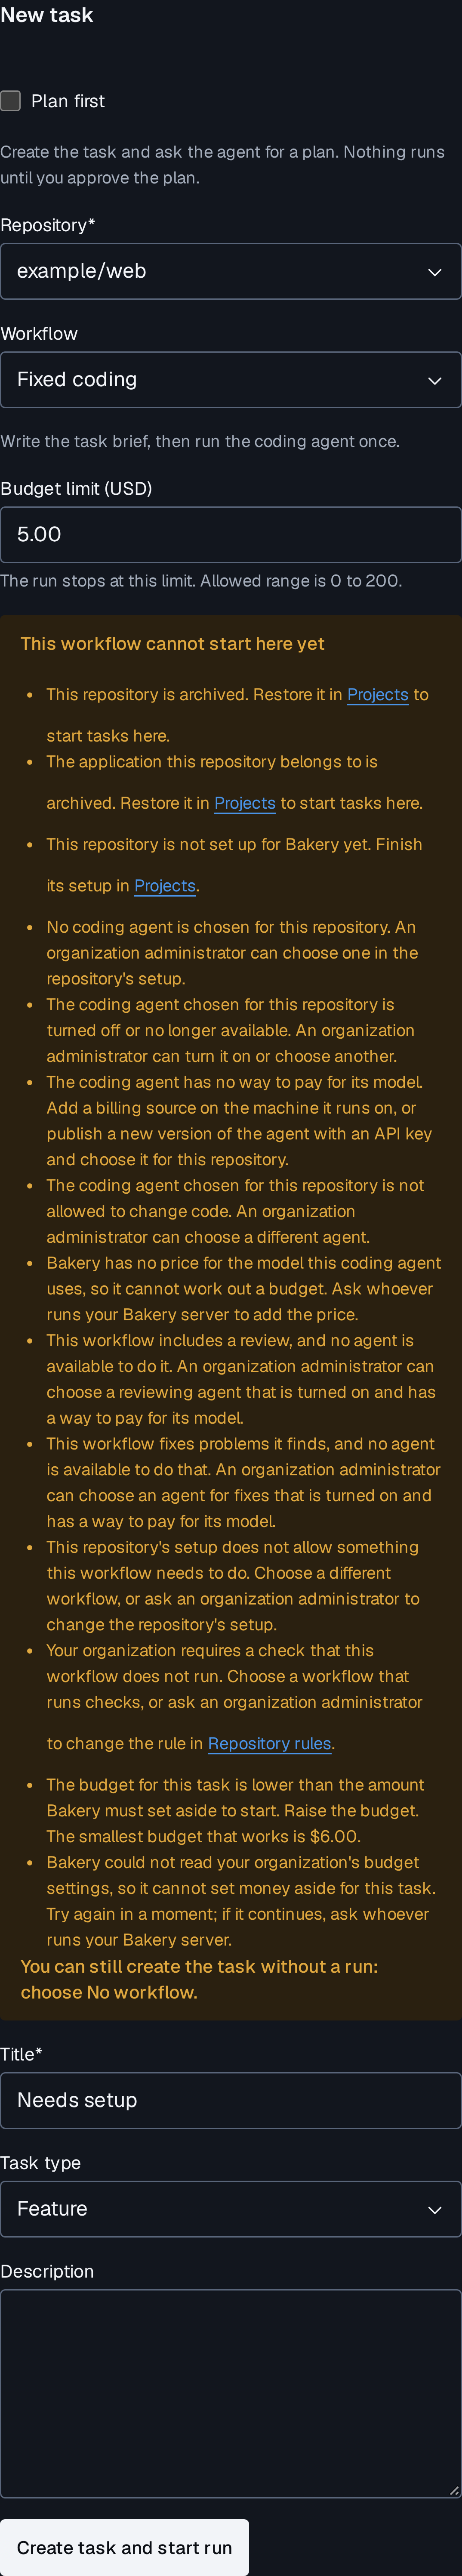 New task
Plan first
Create the task and ask the agent for a plan. Nothing runs
until you approve the plan.
Repository*
example/web
Workflow
Fixed coding
Write the task brief, then run the coding agent once.
Budget limit (USD)
5.00
The run stops at this limit. Allowed range is 0 to 200.
This workflow cannot start here yet
• This repository is archived. Restore it in Projects to
start tasks here.
• The application this repository belongs to is
archived. Restore it in Projects to start tasks here.
• This repository is not set up for Bakery yet. Finish
its setup in Projects.
• No coding agent is chosen for this repository. An
organization administrator can choose one in the
repository's setup.
• The coding agent chosen for this repository is
turned off or no longer available. An organization
administrator can turn it on or choose another.
• The coding agent has no way to pay for its model.
Add a billing source on the machine it runs on, or
publish a new version of the agent with an API key
and choose it for this repository.
• The coding agent chosen for this repository is not
allowed to change code. An organization
administrator can choose a different agent.
• Bakery has no price for the model this coding agent
uses, so it cannot work out a budget. Ask whoever
runs your Bakery server to add the price.
• This workflow includes a review, and no agent is
available to do it. An organization administrator can
choose a reviewing agent that is turned on and has
a way to pay for its model.
• This workflow fixes problems it finds, and no agent
is available to do that. An organization administrator
can choose an agent for fixes that is turned on and
has a way to pay for its model.
• This repository's setup does not allow something
this workflow needs to do. Choose a different
workflow, or ask an organization administrator to
change the repository's setup.
• Your organization requires a check that this
workflow does not run. Choose a workflow that
runs checks, or ask an organization administrator
to change the rule in Repository rules.
• The budget for this task is lower than the amount
Bakery must set aside to start. Raise the budget.
The smallest budget that works is $6.00.
• Bakery could not read your organization's budget
settings, so it cannot set money aside for this task.
Try again in a moment; if it continues, ask whoever
runs your Bakery server.
You can still create the task without a run:
choose No workflow.
Title*
Needs setup
Task type
Feature
Description
Create task and start run